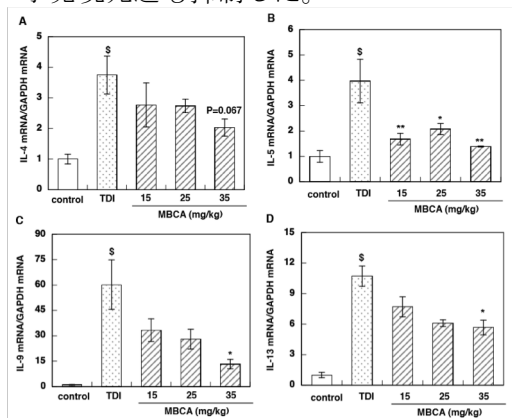 抑制した。
A
IL-4 mRNA/GAPDH mRNA
5
4
3
2
1
0
$
P=0.067
control TDI 15 25 35
MBCA (mg/kg)
B
IL-5 mRNA/GAPDH mRNA
6
5
4
3
2
1
0
$
** * **
control TDI 15 25 35
MBCA (mg/kg)
C
IL-9 mRNA/GAPDH mRNA
90
75
60
45
30
15
0
$
*
control TDI 15 25 35
MBCA (mg/kg)
D
IL-13 mRNA/GAPDH mRNA
15
12
9
6
3
0
$
*
control TDI 15 25 35
MBCA (mg/kg)